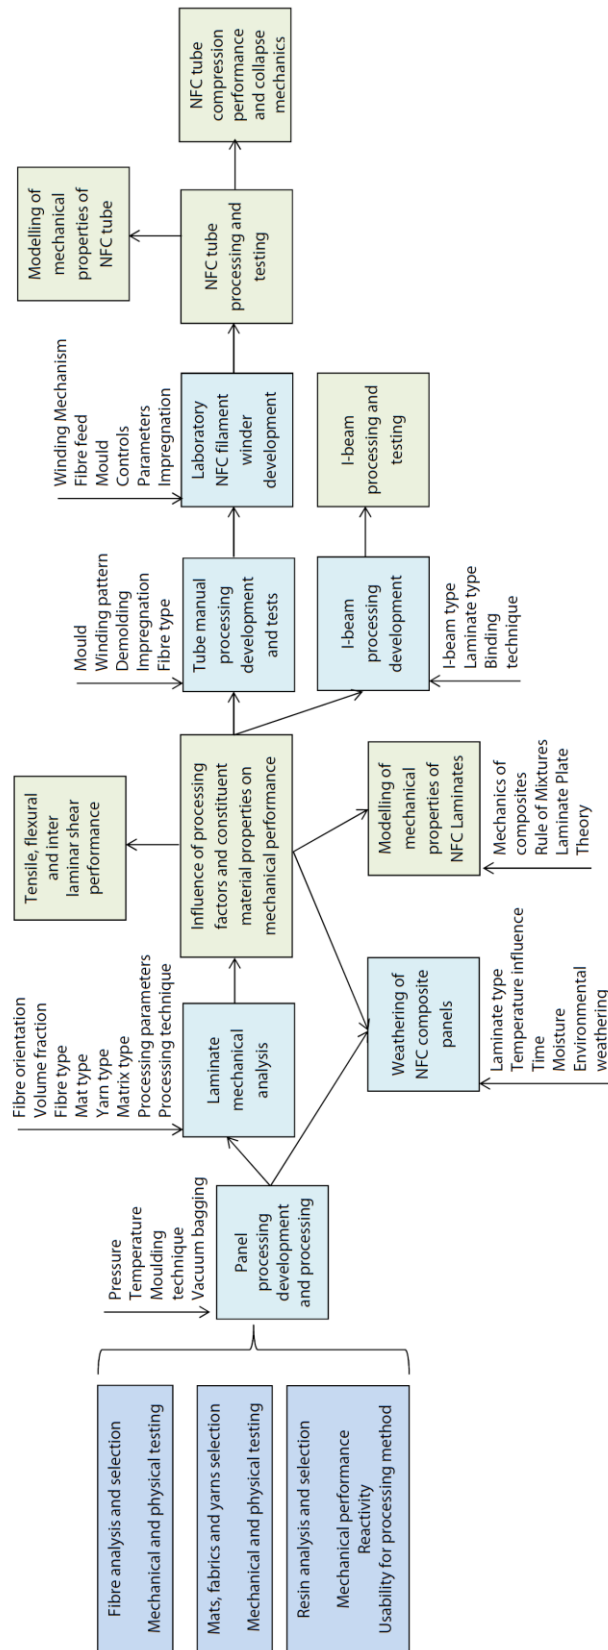 Fibre analysis and selection
Mechanical and physical testing
Mats, fabrics and yarns selection
Mechanical and physical testing
Resin analysis and selection
Mechanical performance
Reactivity
Usability for processing method
Pressure
Temperature
Moulding
technique
Vacuum bagging
Panel
processing
development
and processing
Fibre orientation
Volume fraction
Fibre type
Mat type
Yarn type
Matrix type
Processing parameters
Processing technique
Laminate
mechanical
analysis
Weathering of
NFC composite
panels
Laminate type
Temperature influence
Time
Moisture
Environmental
weathering
Tensile, flexural
and inter
laminar shear
performance
Influence of processing
factors and constituent
material properties on
mechanical performance
Modelling of
mechanical
properties of
NFC Laminates
Mechanics of
composites
Rule of Mixtures
Laminate Plate
Theory
Mould
Winding pattern
Demolding
Impregnation
Fibre type
Tube manual
processing
development
and tests
I-beam
processing
development
I-beam type
Laminate type
Binding
technique
Winding Mechanism
Fibre feed
Mould
Controls
Parameters
Impregnation
Laboratory
NFC filament
winder
development
I-beam
processing and
testing
Modelling of
mechanical
properties of
NFC tube
NFC tube
processing and
testing
NFC tube
compression
performance
and collapse
mechanics